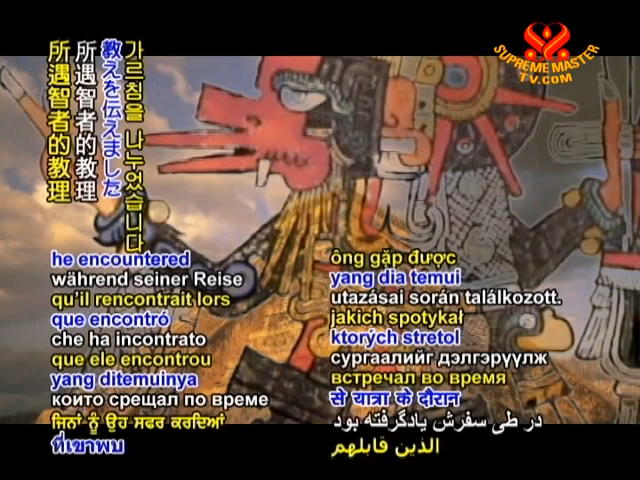 SUPREME MASTER
TV.COM
가르침을 나누었습니다
教えを伝えました
所遇智者的教理
所遇智者的教理
he encountered
während seiner Reise
qu'il rencontrait lors
que encontró
che ha incontrato
que ele encontrou
yang ditemuinya
които срещал по време
ਜਿਨਾਂ ਨੂੰ ਉਹ ਸਫਰ ਕਰਦਿਆਂ
ที่เขาพบ
ông gặp được
yang dia temui
utazásai során találkozott.
jakich spotykał
ktorých stretol
сургаалийг дэлгэрүүлж
встречал во время
से यात्रा के दौरान
در طی سفرش یادگرفته بود
الذين قابلهم